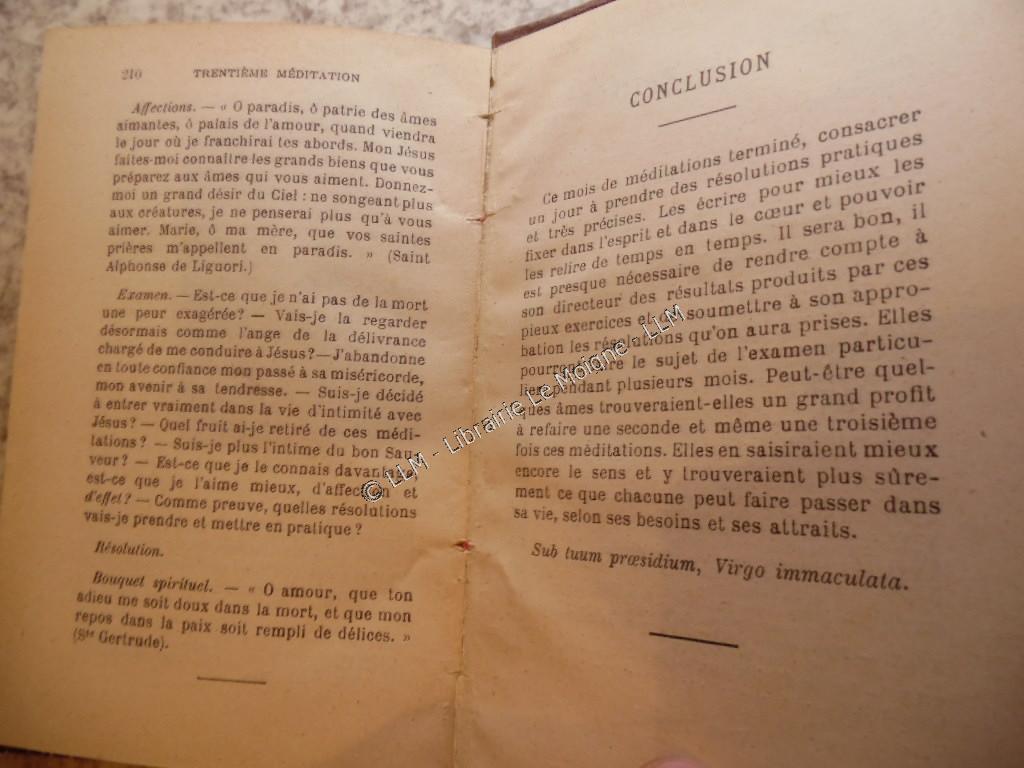 210 TRENTIÈME MÉDITATION
Affections. — « O paradis, ô patrie des âmes
aimantes, ô palais de l'amour, quand viendra
le jour où je franchirai tes abords. Mon Jésus
faites-moi connaître les grands biens que vous
préparez aux âmes qui vous aiment. Donnez-
moi un grand désir du Ciel : ne songeant plus
aux créatures, je ne penserai plus qu'à vous
aimer. Marie, ô ma mère, que vos saintes
prières m'appellent en paradis. » (Saint
Alphonse de Liguori.)
Examen. — Est-ce que je n'ai pas de la mort
une peur exagérée? — Vais-je la regarder
désormais comme l'ange de la délivrance
chargé de me conduire à Jésus? — J'abandonne
en toute confiance mon passé à sa miséricorde,
mon avenir à sa tendresse. — Suis-je décidé
à entrer vraiment dans la vie d'intimité avec
Jésus? — Quel fruit ai-je retiré de ces médi-
tations? — Suis-je plus l'intime du bon Sau-
veur? — Est-ce que je le connais davantage,
est-ce que je l'aime mieux, d'affection et
d'effet? — Comme preuve, quelles résolutions
vais-je prendre et mettre en pratique?
Résolution.
Bouquet spirituel. — « O amour, que ton
adieu me soit doux dans la mort, et que mon
repos dans la paix soit rempli de délices. »
(Ste Gertrude).
CONCLUSION
Ce mois de méditations terminé, consacrer
un jour à prendre des résolutions pratiques
et très précises. Les écrire pour mieux les
fixer dans l'esprit et dans le cœur et pouvoir
les relire de temps en temps. Il sera bon, il
est presque nécessaire de rendre compte à
son directeur des résultats produits par ces
pieux exercices et de soumettre à son appro-
bation les résolutions qu'on aura prises. Elles
pourront être le sujet de l'examen particu-
lier pendant plusieurs mois. Peut-être quel-
ques âmes trouveraient-elles un grand profit
à refaire une seconde et même une troisième
fois ces méditations. Elles en saisiraient mieux
encore le sens et y trouveraient plus sûre-
ment ce que chacune peut faire passer dans
sa vie, selon ses besoins et ses attraits.
Sub tuum præsidium, Virgo immaculata.
© LLM - Librairie Le Moigne - LLM